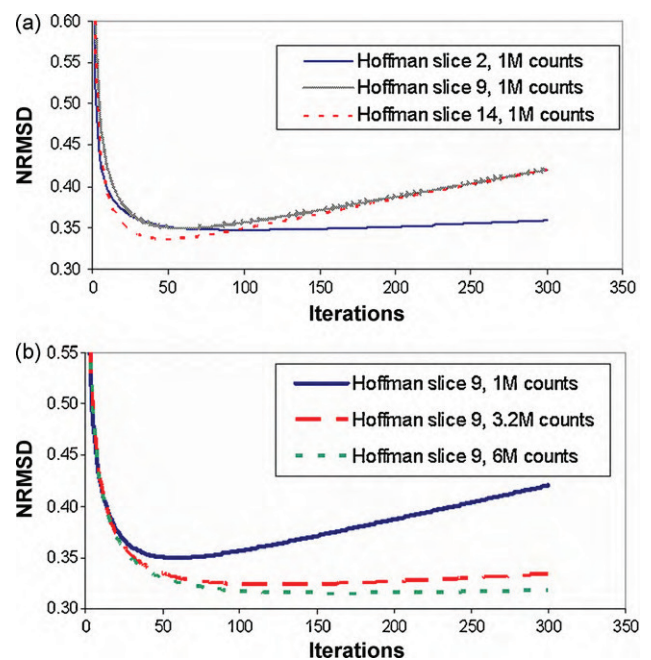 (a)
0.60
0.55
0.50
0.45
0.40
0.35
0.30
NRMSD
Hoffman slice 2, 1M counts
Hoffman slice 9, 1M counts
Hoffman slice 14, 1M counts
0 50 100 150 200 250 300 350
Iterations
(b)
0.55
0.50
0.45
0.40
0.35
0.30
NRMSD
Hoffman slice 9, 1M counts
Hoffman slice 9, 3.2M counts
Hoffman slice 9, 6M counts
0 50 100 150 200 250 300 350
Iterations